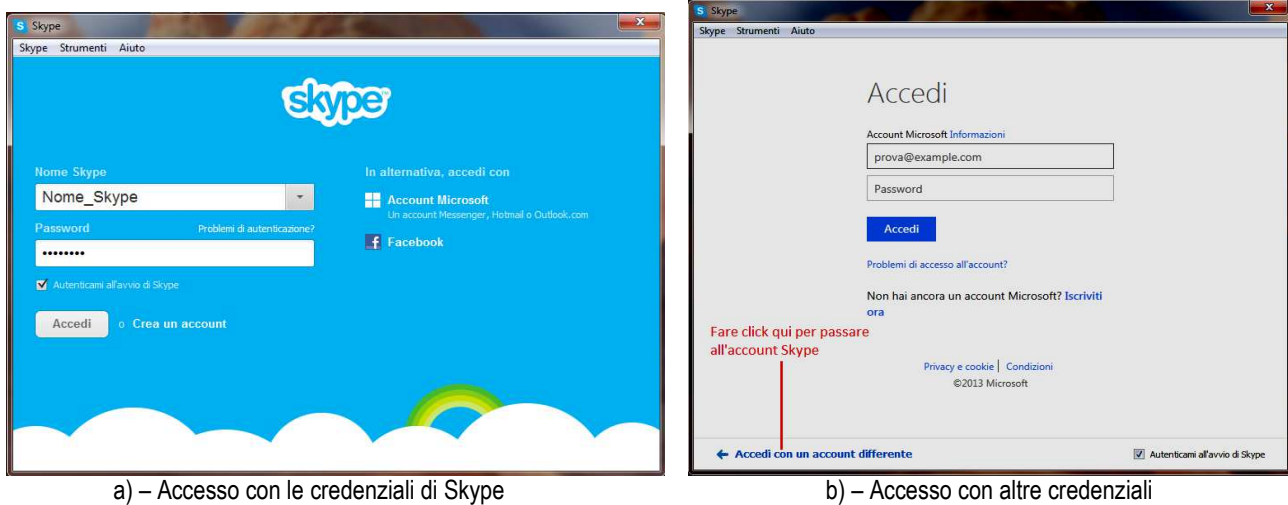 S Skype
Skype Strumenti Aiuto
skype
Nome Skype
Nome_Skype
Password Problemi di autenticazione?
Autenticami all'avvio di Skype
Accedi o Crea un account
In alternativa, accedi con
Account Microsoft
Un account Messenger, Hotmail o Outlook.com
Facebook
a) – Accesso con le credenziali di Skype
S Skype
Skype Strumenti Aiuto
Accedi
Account Microsoft Informazioni
prova@example.com
Password
Accedi
Problemi di accesso all'account?
Non hai ancora un account Microsoft? Iscriviti
ora
Fare click qui per passare
all'account Skype
Privacy e cookie | Condizioni
©2013 Microsoft
Accedi con un account differente
Autenticami all'avvio di Skype
b) – Accesso con altre credenziali